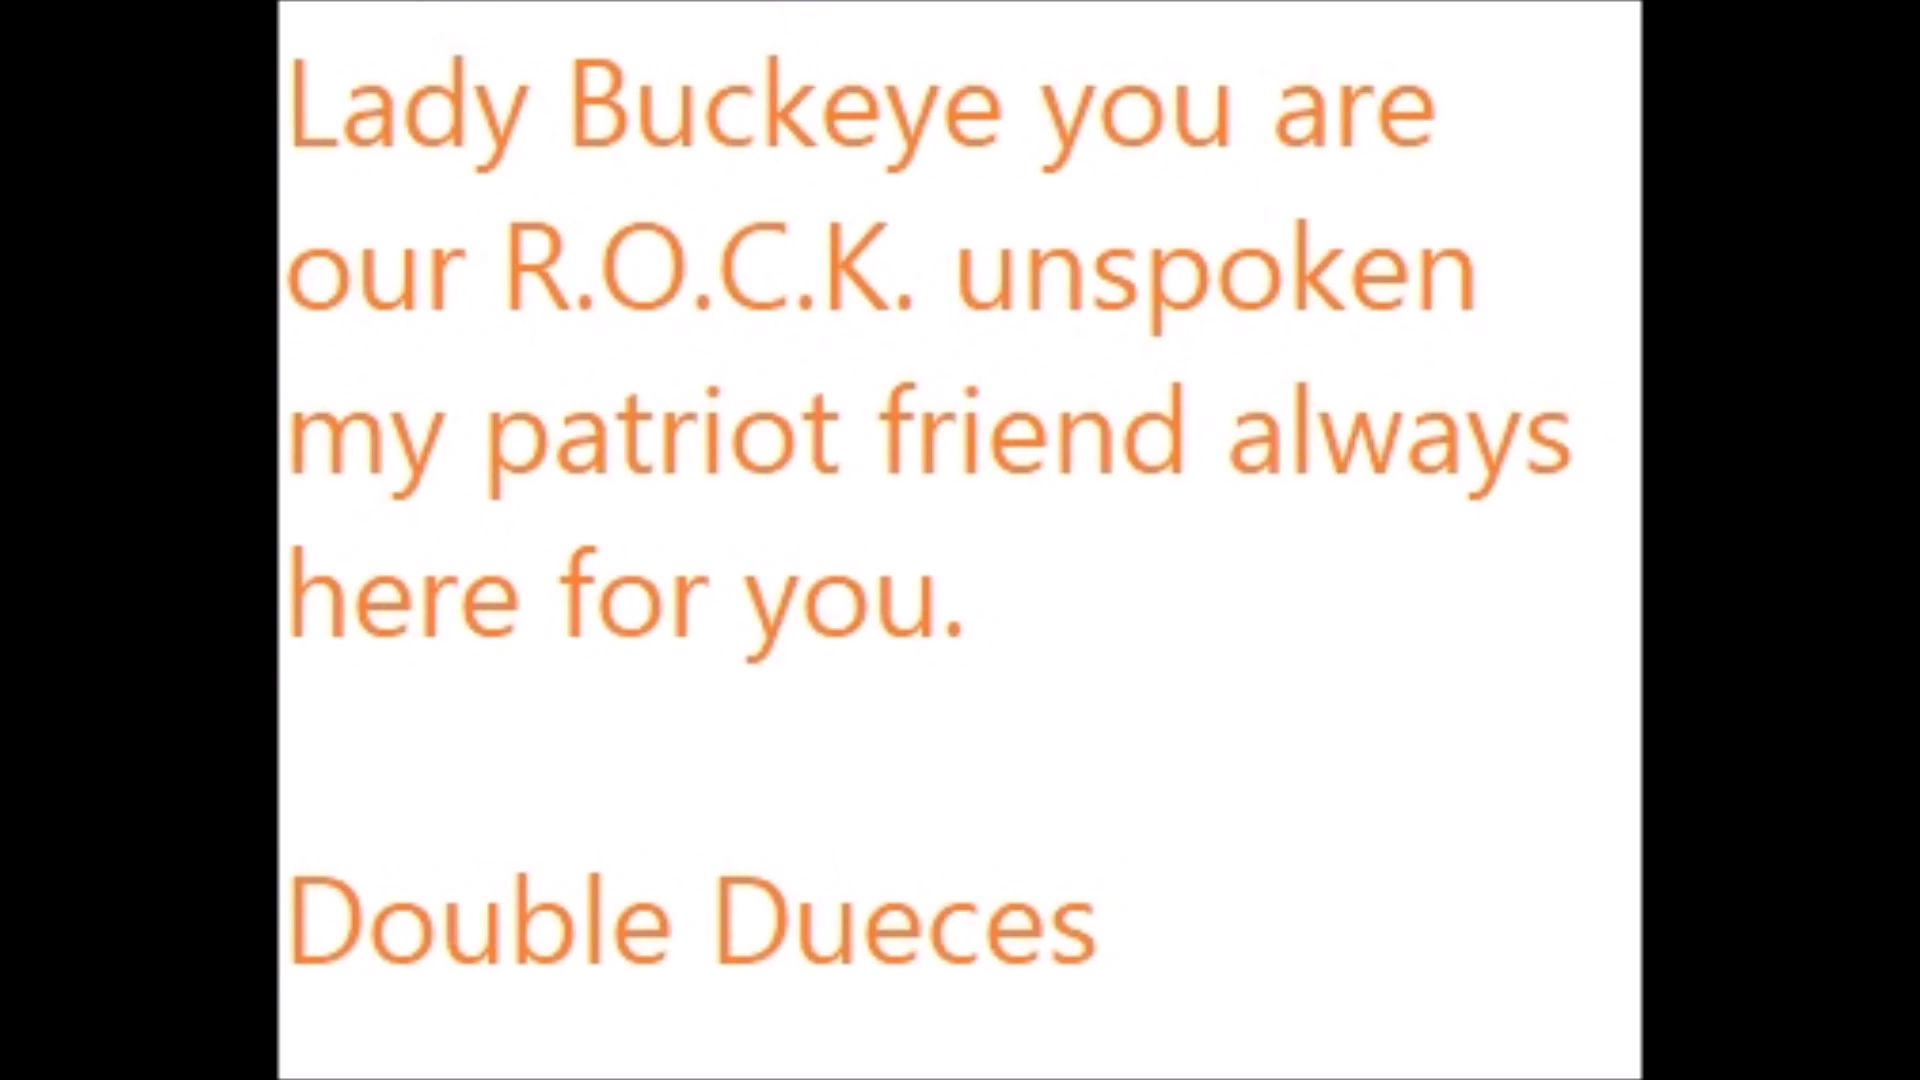 Lady Buckeye you are
our R.O.C.K. unspoken
my patriot friend always
here for you.
Double Dueces